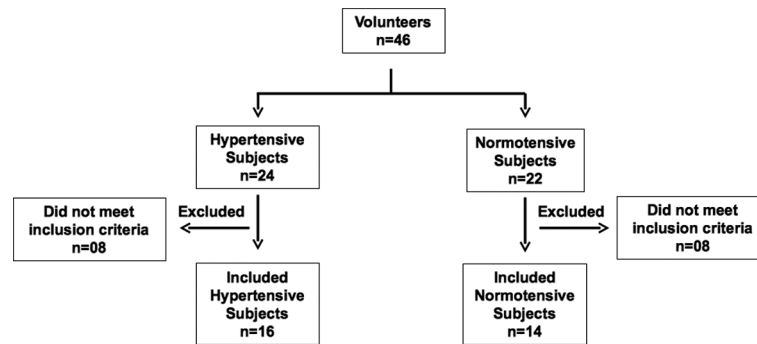 Volunteers
n=46
Hypertensive
Subjects
n=24
Normotensive
Subjects
n=22
Did not meet
inclusion criteria
n=08
Excluded
Excluded
Did not meet
inclusion criteria
n=08
Included
Hypertensive
Subjects
n=16
Included
Normotensive
Subjects
n=14